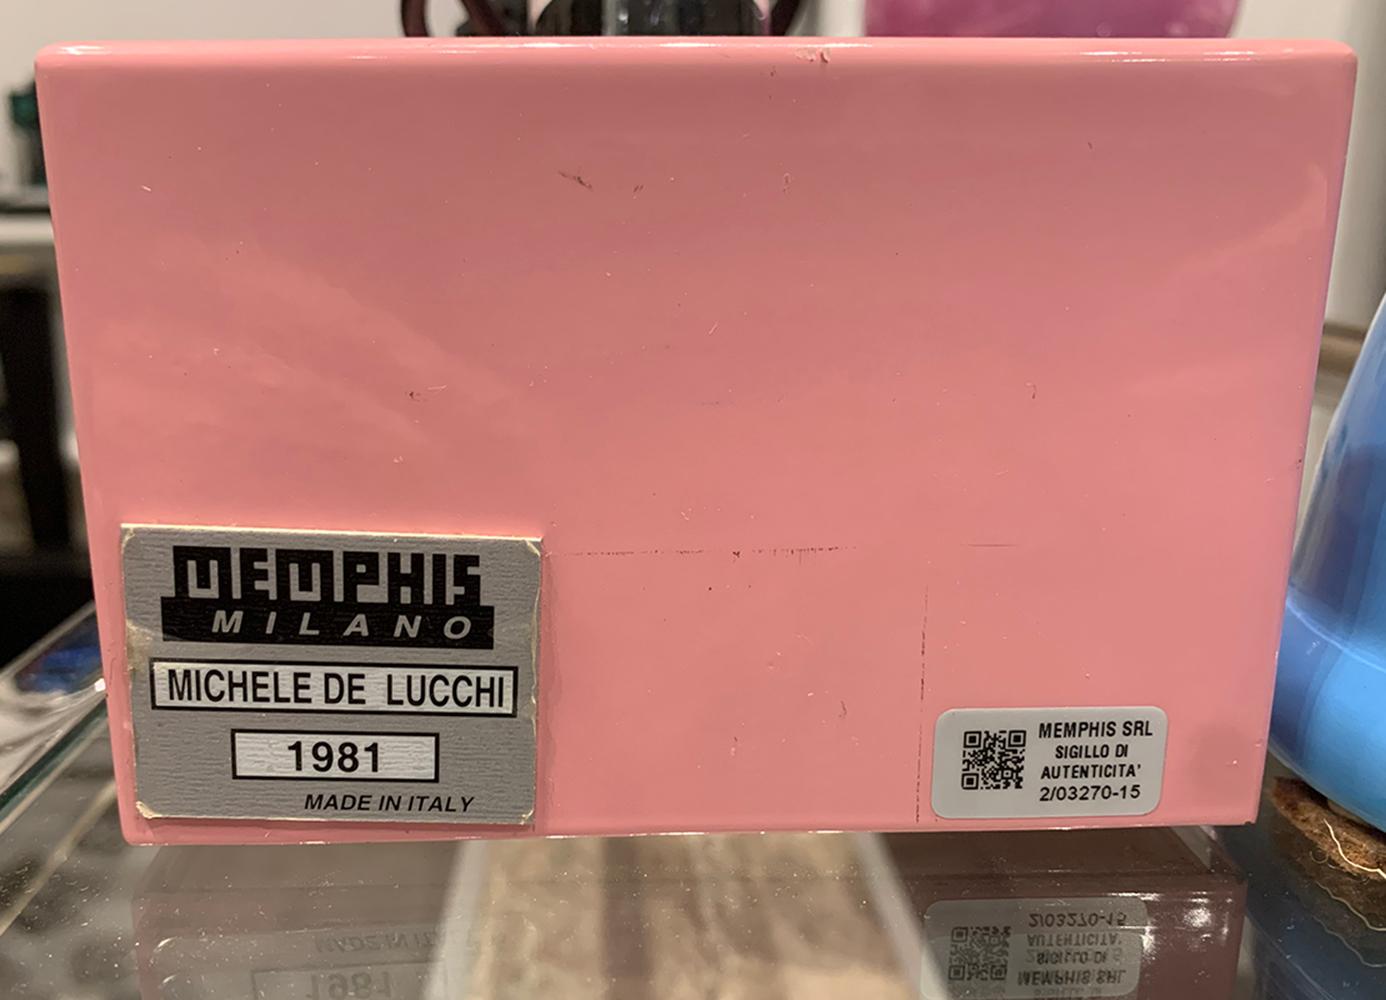 MEMPHIS
MILANO
MICHELE DE LUCCHI
1981
MADE IN ITALY
MEMPHIS SRL
SIGILLO DI
AUTENTICITA'
2/03270-15